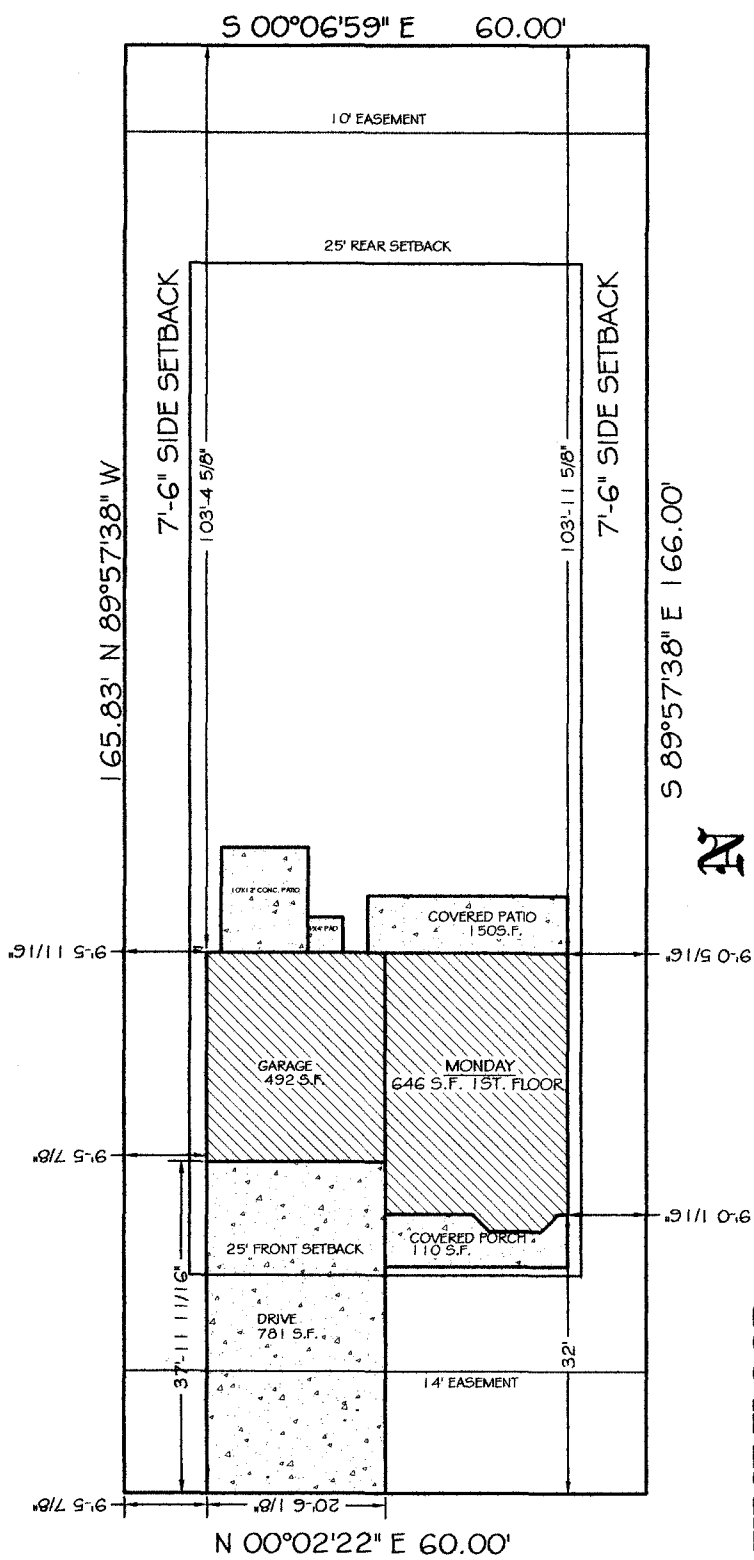 S 00°06'59" E 60.00'
10' EASEMENT
25' REAR SETBACK
7'-6" SIDE SETBACK
7'-6" SIDE SETBACK
103'-4 5/8"
103'-11 5/8"
165.83' N 89°57'38" W
S 89°57'38" E 166.00'
N
10'X12' CONC. PATIO
PAD
COVERED PATIO
150S.F.
9'-5 11/16"
9'-0 5/16"
GARAGE
492 S.F.
MONDAY
646 S.F. 1ST. FLOOR
9'-5 7/8"
9'-0 1/16"
COVERED PORCH
110 S.F.
25' FRONT SETBACK
37'-11 11/16"
DRIVE
781 S.F.
32'
14' EASEMENT
9'-5 7/8"
20'-6 1/8"
N 00°02'22" E 60.00'